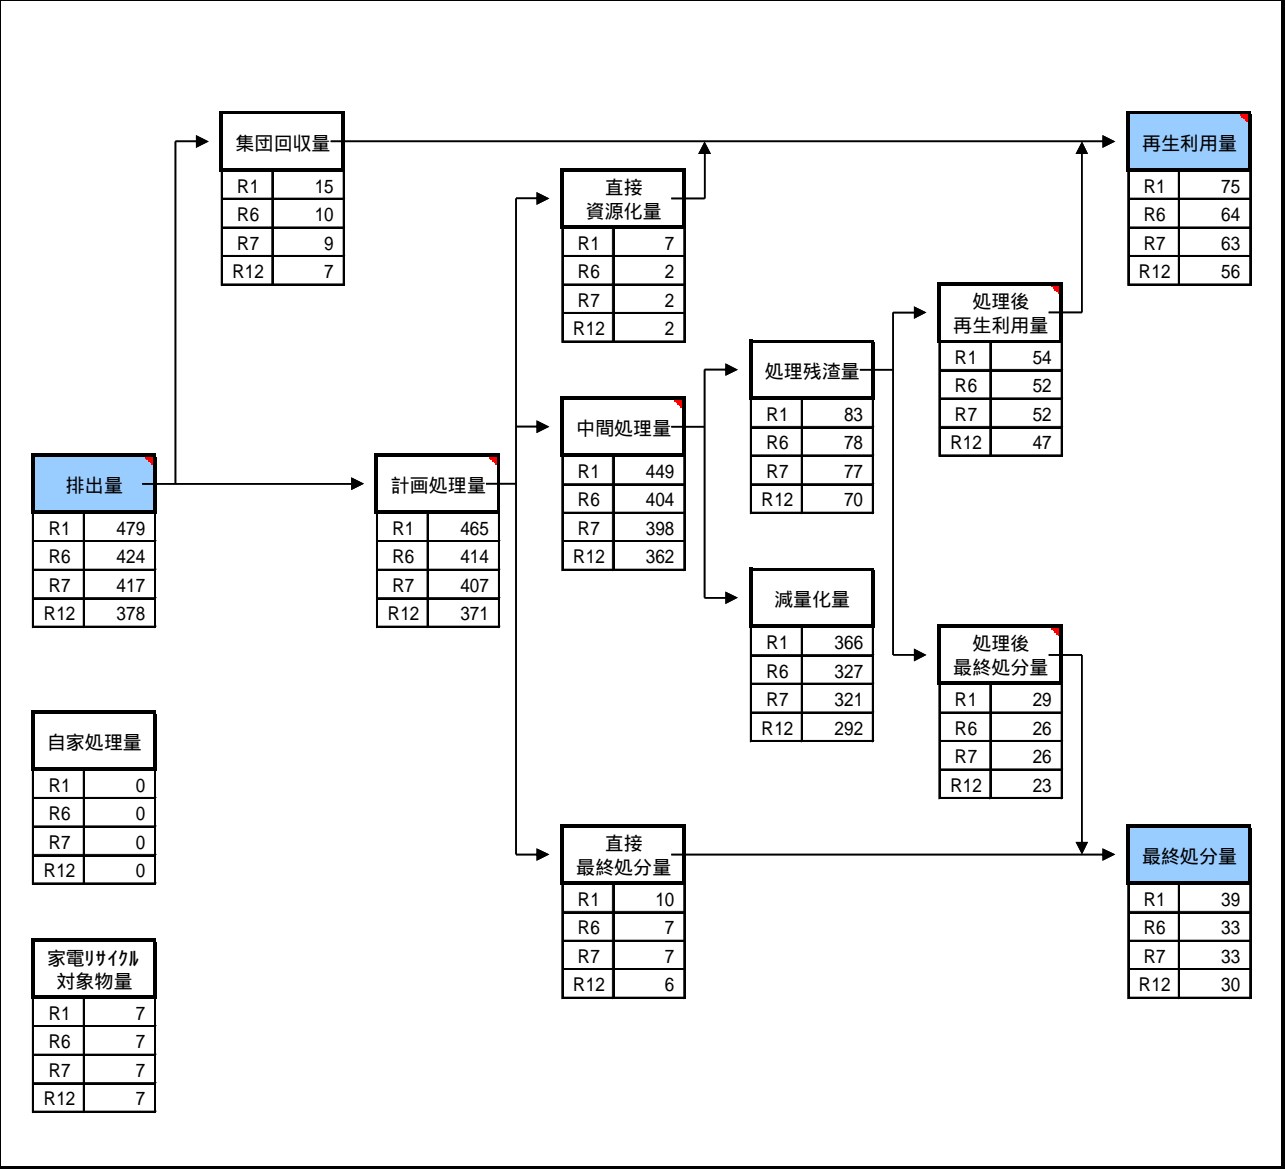 集団回収量
R1 15
R6 10
R7 9
R12 7
再生利用量
R1 75
R6 64
R7 63
R12 56
直接
資源化量
R1 7
R6 2
R7 2
R12 2
処理後
再生利用量
R1 54
R6 52
R7 52
R12 47
処理残渣量
R1 83
R6 78
R7 77
R12 70
中間処理量
R1 449
R6 404
R7 398
R12 362
排出量
R1 479
R6 424
R7 417
R12 378
計画処理量
R1 465
R6 414
R7 407
R12 371
減量化量
R1 366
R6 327
R7 321
R12 292
処理後
最終処分量
R1 29
R6 26
R7 26
R12 23
自家処理量
R1 0
R6 0
R7 0
R12 0
直接
最終処分量
R1 10
R6 7
R7 7
R12 6
最終処分量
R1 39
R6 33
R7 33
R12 30
家電ﾘｻｲｸﾙ
対象物量
R1 7
R6 7
R7 7
R12 7